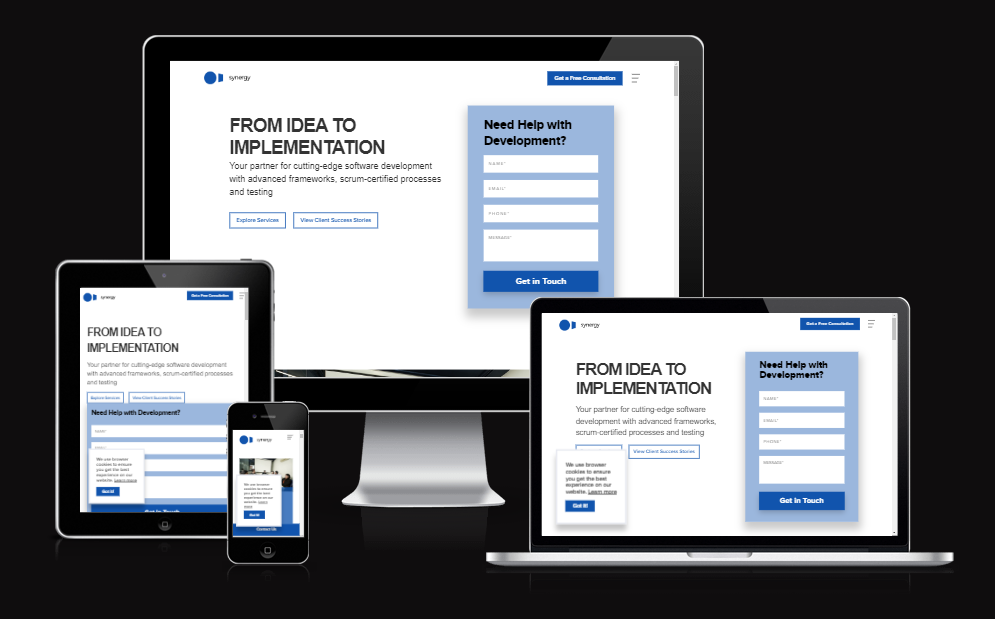 synergy
Get a Free Consultation
FROM IDEA TO
IMPLEMENTATION
Your partner for cutting-edge software development
with advanced frameworks, scrum-certified processes
and testing
Explore Services
View Client Success Stories
Need Help with
Development?
NAME*
EMAIL*
PHONE*
MESSAGE*
Get in Touch
synergy
Get a Free Consultation
FROM IDEA TO
IMPLEMENTATION
Your partner for cutting-edge software development
with advanced frameworks, scrum-certified processes
and testing
Explore Services
View Client Success Stories
Need Help with Development?
NAME*
We use browser
cookies to ensure
you get the best
experience on our
website. Learn more
Got it!
synergy
We use browser
cookies to ensure
you get the best
experience on our
website. Learn
more
Got it!
Contact Us
synergy
Get a Free Consultation
FROM IDEA TO
IMPLEMENTATION
Your partner for cutting-edge software
development with advanced frameworks,
scrum-certified processes and testing
View Client Success Stories
We use browser
cookies to ensure
you get the best
experience on our
website. Learn more
Got it!
Need Help with
Development?
NAME*
EMAIL*
PHONE*
MESSAGE*
Get in Touch